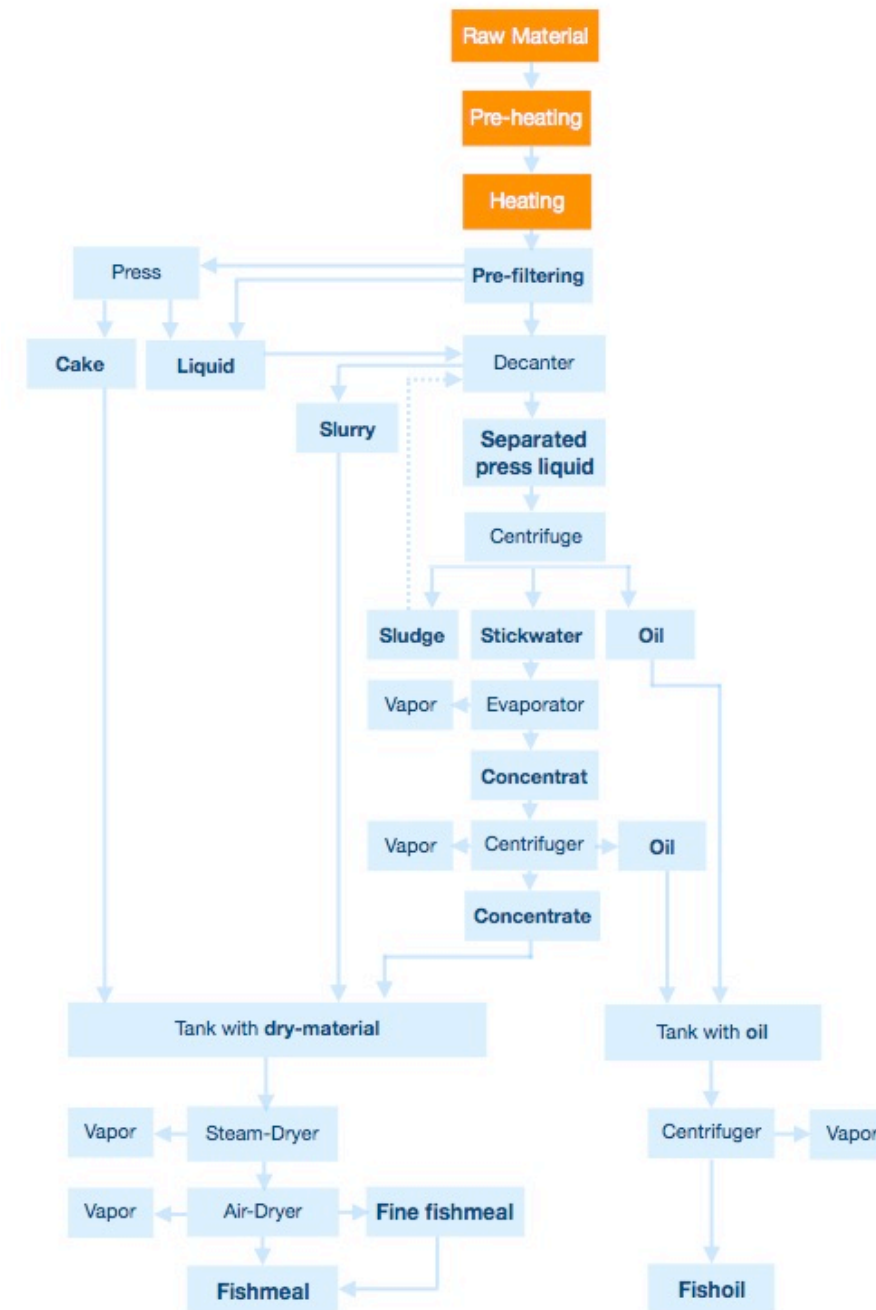 Raw Material
Pre-heating
Heating
Press
Pre-filtering
Cake
Liquid
Decanter
Slurry
Separated
press liquid
Centrifuge
Sludge
Stickwater
Oil
Vapor
Evaporator
Concentrat
Vapor
Centrifuger
Oil
Concentrate
Tank with dry-material
Tank with oil
Vapor
Steam-Dryer
Centrifuger
Vapor
Vapor
Air-Dryer
Fine fishmeal
Fishmeal
Fishoil